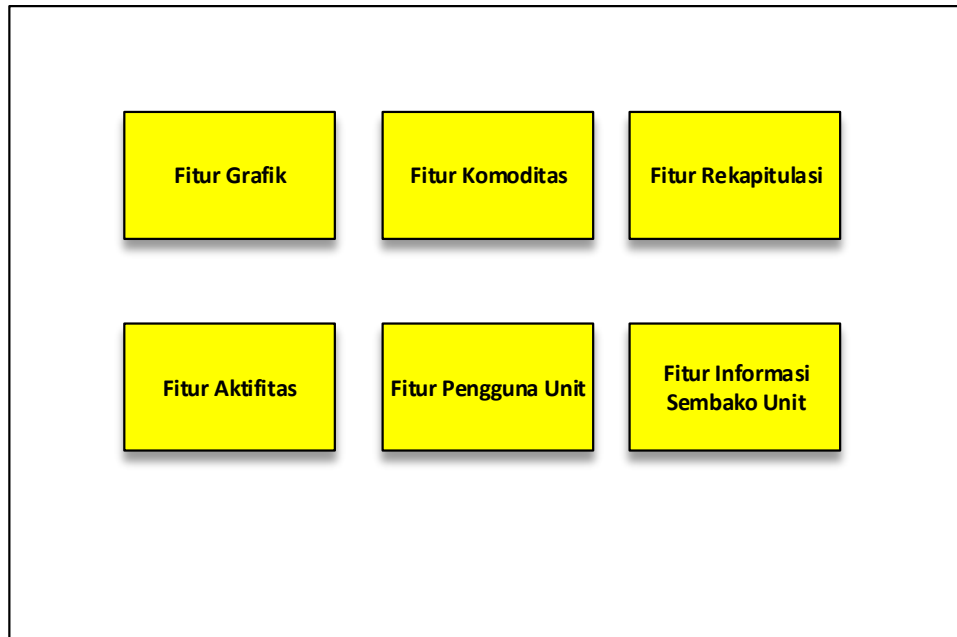 Fitur Grafik
Fitur Komoditas
Fitur Rekapitulasi
Fitur Aktifitas
Fitur Pengguna Unit
Fitur Informasi
Sembako Unit